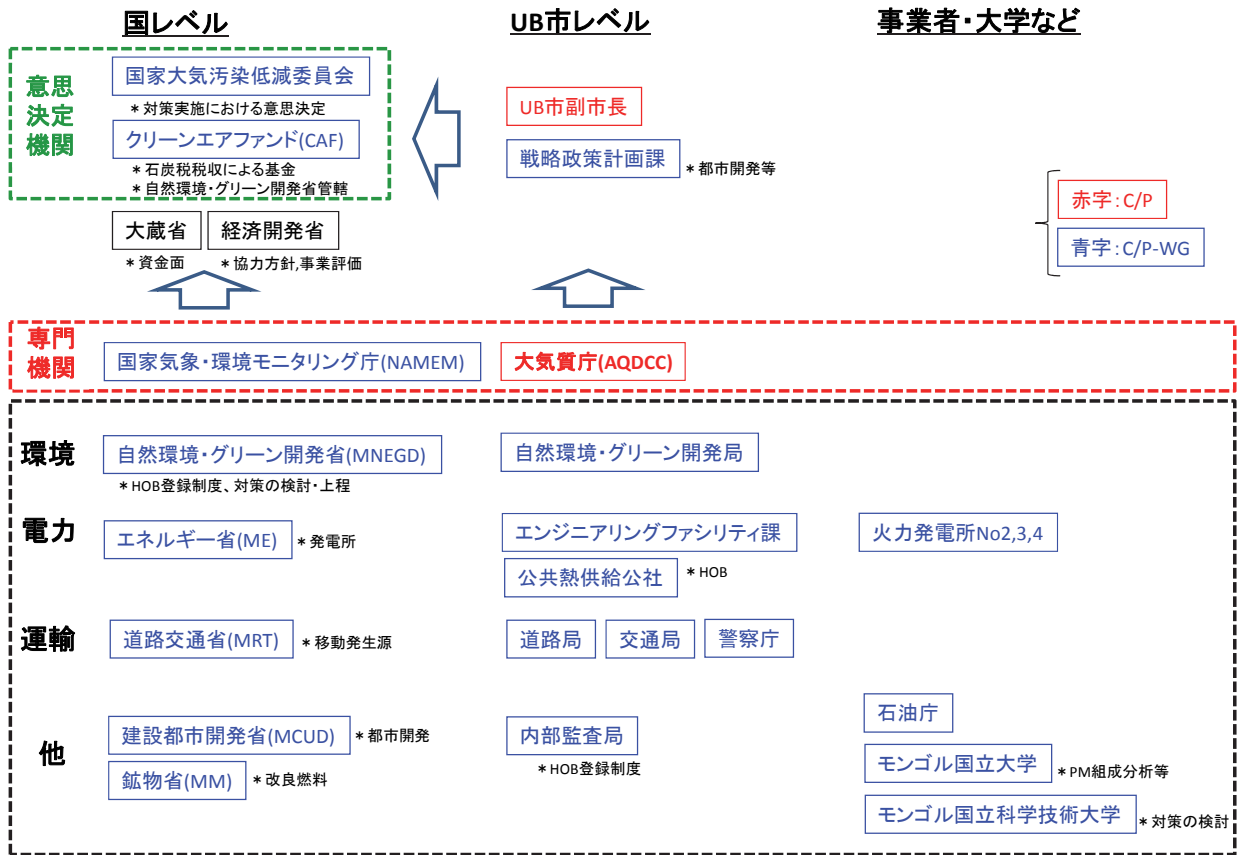 国レベル
UB市レベル
事業者・大学など
意思
決定
機関
国家大気汚染低減委員会
＊対策実施における意思決定
クリーンエアファンド(CAF)
＊石炭税税収による基金
＊自然環境・グリーン開発省管轄
UB市副市長
戦略政策計画課
＊都市開発等
赤字：C/P
青字：C/P-WG
大蔵省
経済開発省
＊資金面
＊協力方針,事業評価
専門
機関
国家気象・環境モニタリング庁(NAMEM)
大気質庁(AQDCC)
環境
自然環境・グリーン開発省(MNEGD)
自然環境・グリーン開発局
＊HOB登録制度、対策の検討・上程
電力
エネルギー省(ME)
＊発電所
エンジニアリングファシリティ課
火力発電所No2,3,4
公共熱供給公社
＊HOB
運輸
道路交通省(MRT)
＊移動発生源
道路局
交通局
警察庁
他
建設都市開発省(MCUD)
＊都市開発
鉱物省(MM)
＊改良燃料
内部監査局
＊HOB登録制度
石油庁
モンゴル国立大学
＊PM組成分析等
モンゴル国立科学技術大学
＊対策の検討